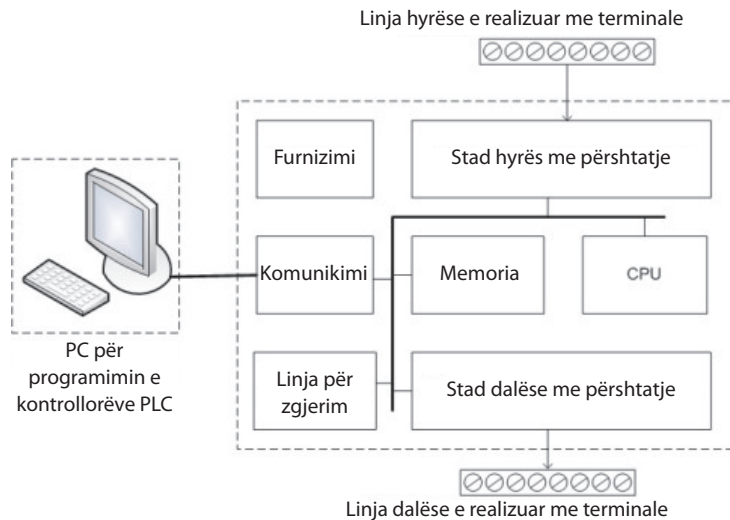 Linja hyrëse e realizuar me terminale
Furnizimi
Stad hyrës me përshtatje
Komunikimi
Memoria
CPU
PC për
programimin e
kontrollorëve PLC
Linja për
zgjerim
Stad dalëse me përshtatje
Linja dalëse e realizuar me terminale